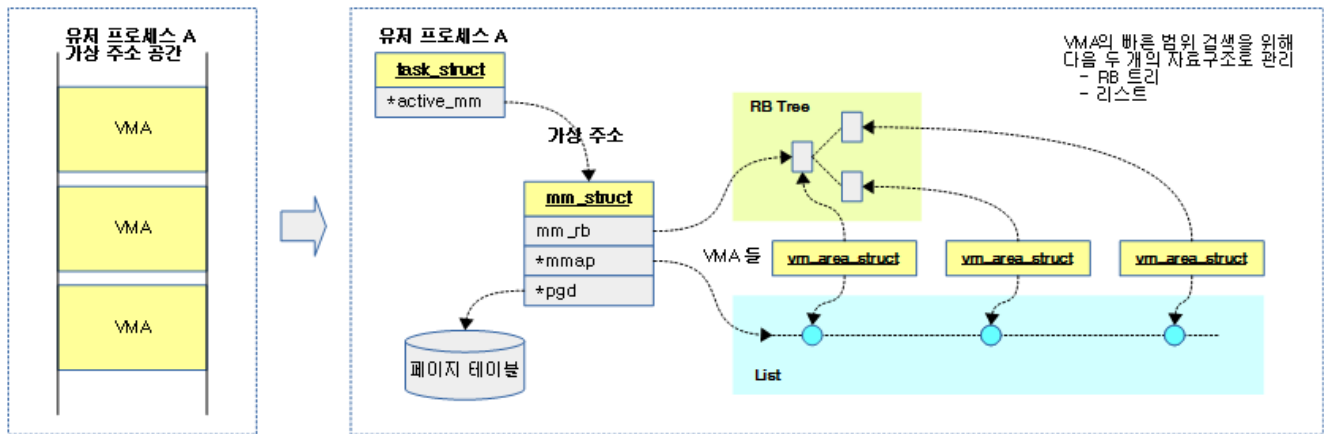 유저 프로세스 A
가상 주소 공간
VMA
VMA
VMA
유저 프로세스 A
task_struct
*active_mm
가상 주소
mm_struct
mm_rb
*mmap
*pgd
페이지 테이블
VMA의 빠른 범위 검색을 위해
다음 두 개의 자료구조로 관리
- RB 트리
- 리스트
RB Tree
VMA 들
vm_area_struct
vm_area_struct
vm_area_struct
List